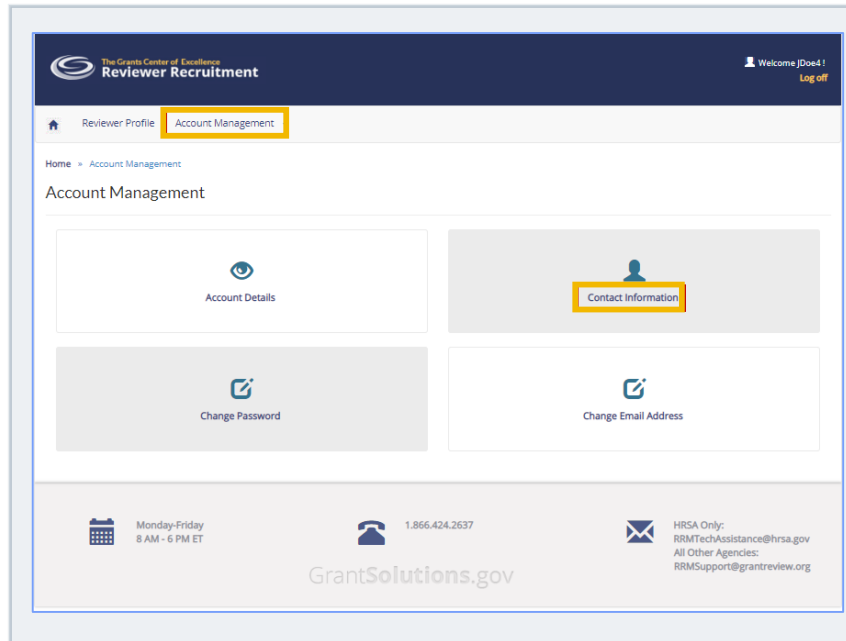 The Grants Center of Excellence
Reviewer Recruitment
Welcome JDoe4 !
Log off
Reviewer Profile Account Management
Home » Account Management
Account Management
Account Details
Contact Information
Change Password
Change Email Address
Monday-Friday
8 AM - 6 PM ET
1.866.424.2637
HRSA Only:
RRMTechAssistance@hrsa.gov
All Other Agencies:
RRMSupport@grantreview.org
GrantSolutions.gov